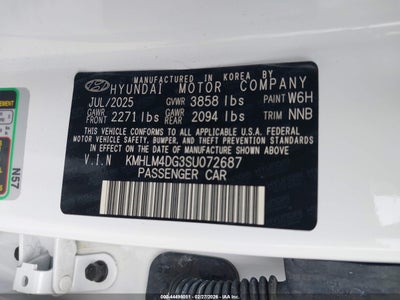 MANUFACTURED IN KOREA BY
HYUNDAI MOTOR COMPANY
JUL/2025 GVWR 3858 lbs PAINT W6H
GAWR FRONT 2271 lbs GAWR REAR 2094 lbs TRIM NNB
THIS VEHICLE CONFORMS TO ALL APPLICABLE U.S.
FEDERAL MOTOR VEHICLE SAFETY, BUMPER,
AND THEFT PREVENTION STANDARDS IN EFFECT
ON THE DATE OF MANUFACTURE SHOWN ABOVE.
V.I.N KMHLM4DG3SU072687
PASSENGER CAR
N57